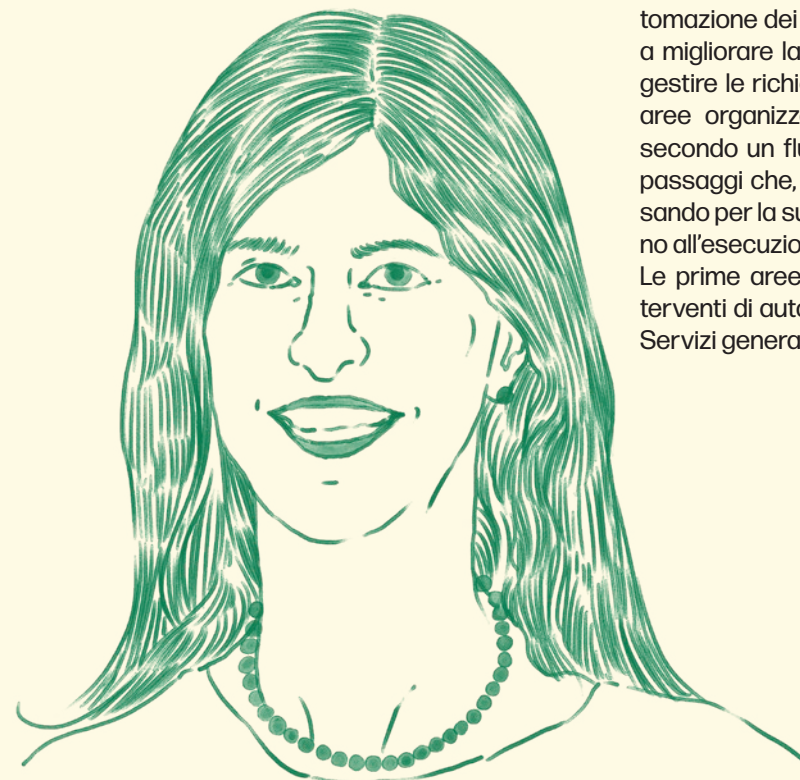 tomazione dei
a migliorare la
gestire le richi
aree organizz
secondo un fl
passaggi che,
sando per la su
no all'esecuzio
Le prime aree
terventi di auto
Servizi genera